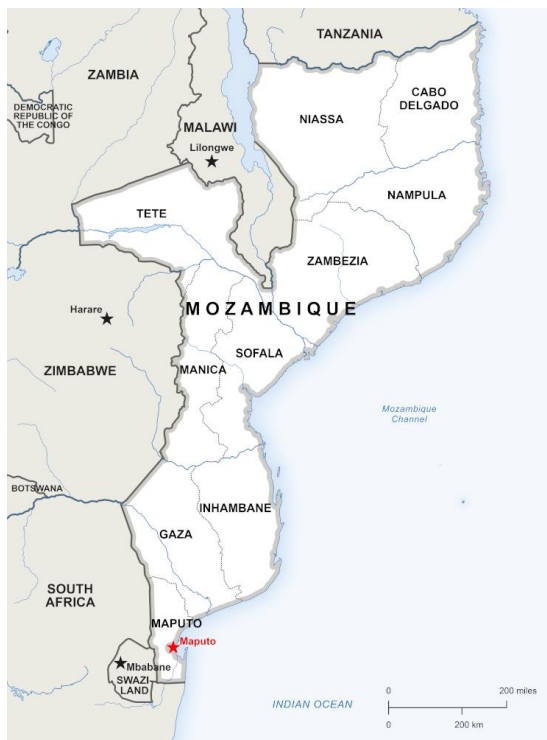 TANZANIA
ZAMBIA
CABO
DELGADO
DEMOCRATIC
REPUBLIC OF
THE CONGO
NIASSA
MALAWI
Lilongwe
NAMPULA
TETE
ZAMBEZIA
Harare
MOZAMBIQUE
SOFALA
ZIMBABWE
MANICA
Mozambique
Channel
BOTSWANA
INHAMBANE
GAZA
SOUTH
AFRICA
MAPUTO
Maputo
Mbabane
SWAZI
LAND
INDIAN OCEAN
0
200 miles
0
200 km